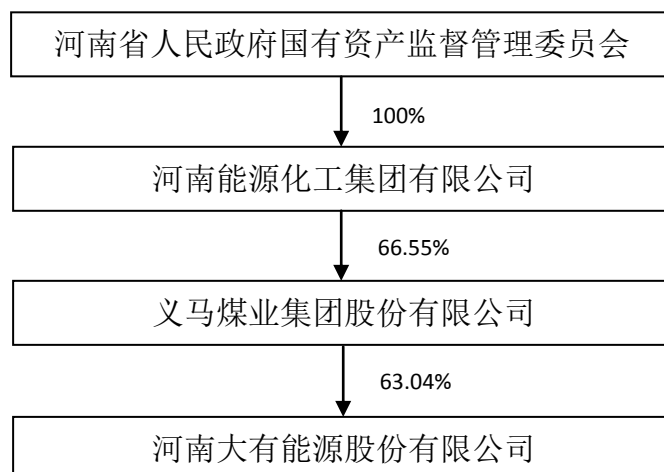 河南省人民政府国有资产监督管理委员会
100%
河南能源化工集团有限公司
66.55%
义马煤业集团股份有限公司
63.04%
河南大有能源股份有限公司